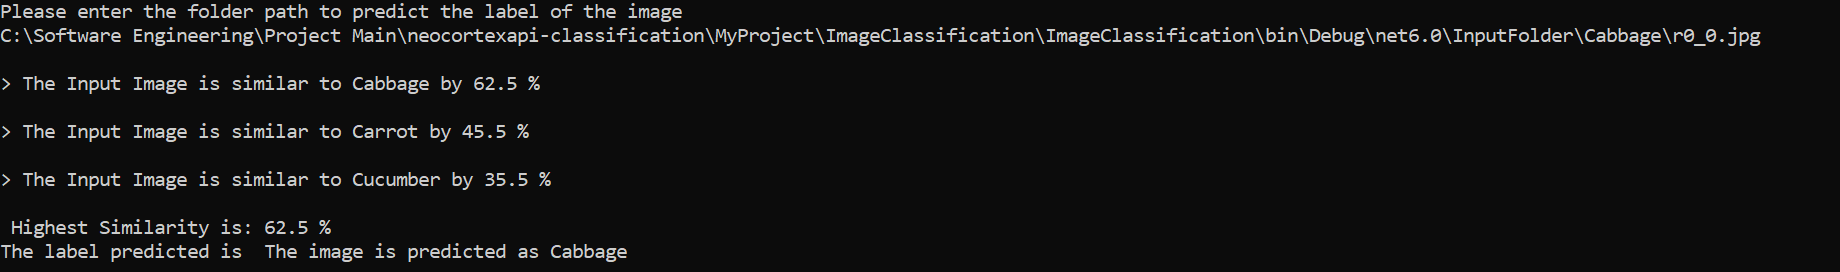 Please enter the folder path to predict the label of the image
C:\Software Engineering\Project Main\neocortexapi-classification\MyProject\ImageClassification\ImageClassification\bin\Debug\net6.0\InputFolder\Cabbage\r0_0.jpg
> The Input Image is similar to Cabbage by 62.5 %
> The Input Image is similar to Carrot by 45.5 %
> The Input Image is similar to Cucumber by 35.5 %
Highest Similarity is: 62.5 %
The label predicted is  The image is predicted as Cabbage